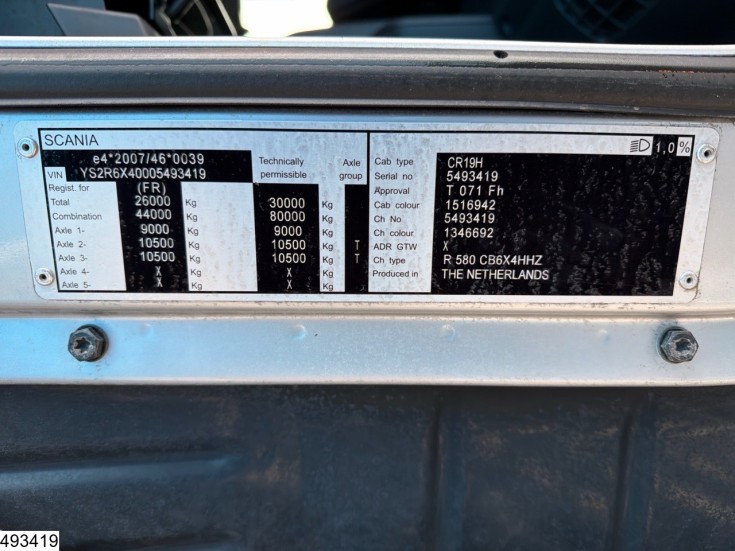 SCANIA
1,0 %
e4*2007/46*0039
VIN YS2R6X40005493419
Technically permissible
Axle group
Regist. for (FR)
Total 26000 Kg 30000 Kg
Combination 44000 Kg 80000 Kg
Axle 1- 9000 Kg 9000 Kg
Axle 2- 10500 Kg 10500 Kg T
Axle 3- 10500 Kg 10500 Kg T
Axle 4- X Kg X Kg
Axle 5- X Kg X Kg
Cab type CR19H
Serial no 5493419
Approval T 071 Fh
Cab colour 1516942
Ch No 5493419
Ch colour. 1346692
ADR GTW X
Ch type R 580 CB6X4HHZ
Produced in THE NETHERLANDS
493419